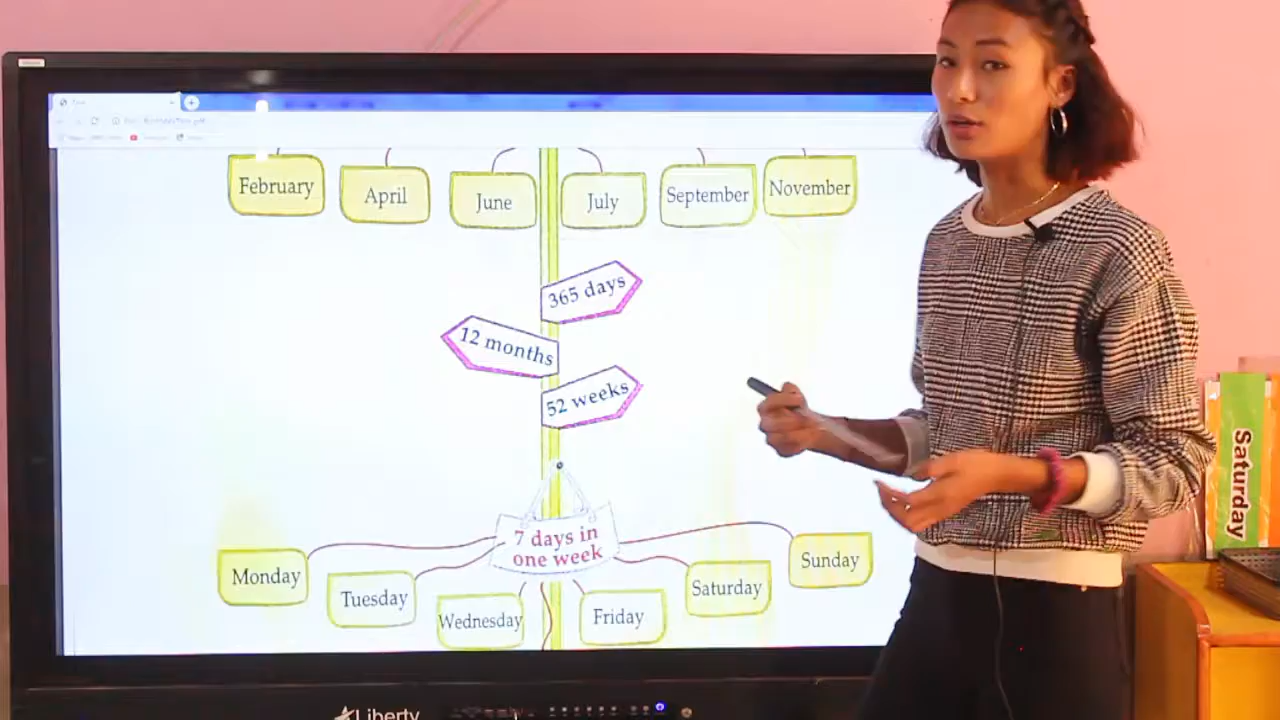 February
April
June
July
September
November
365 days
12 months
52 weeks
7 days in
one week
Monday
Tuesday
Wednesday
Friday
Saturday
Sunday
Saturday
Liberty